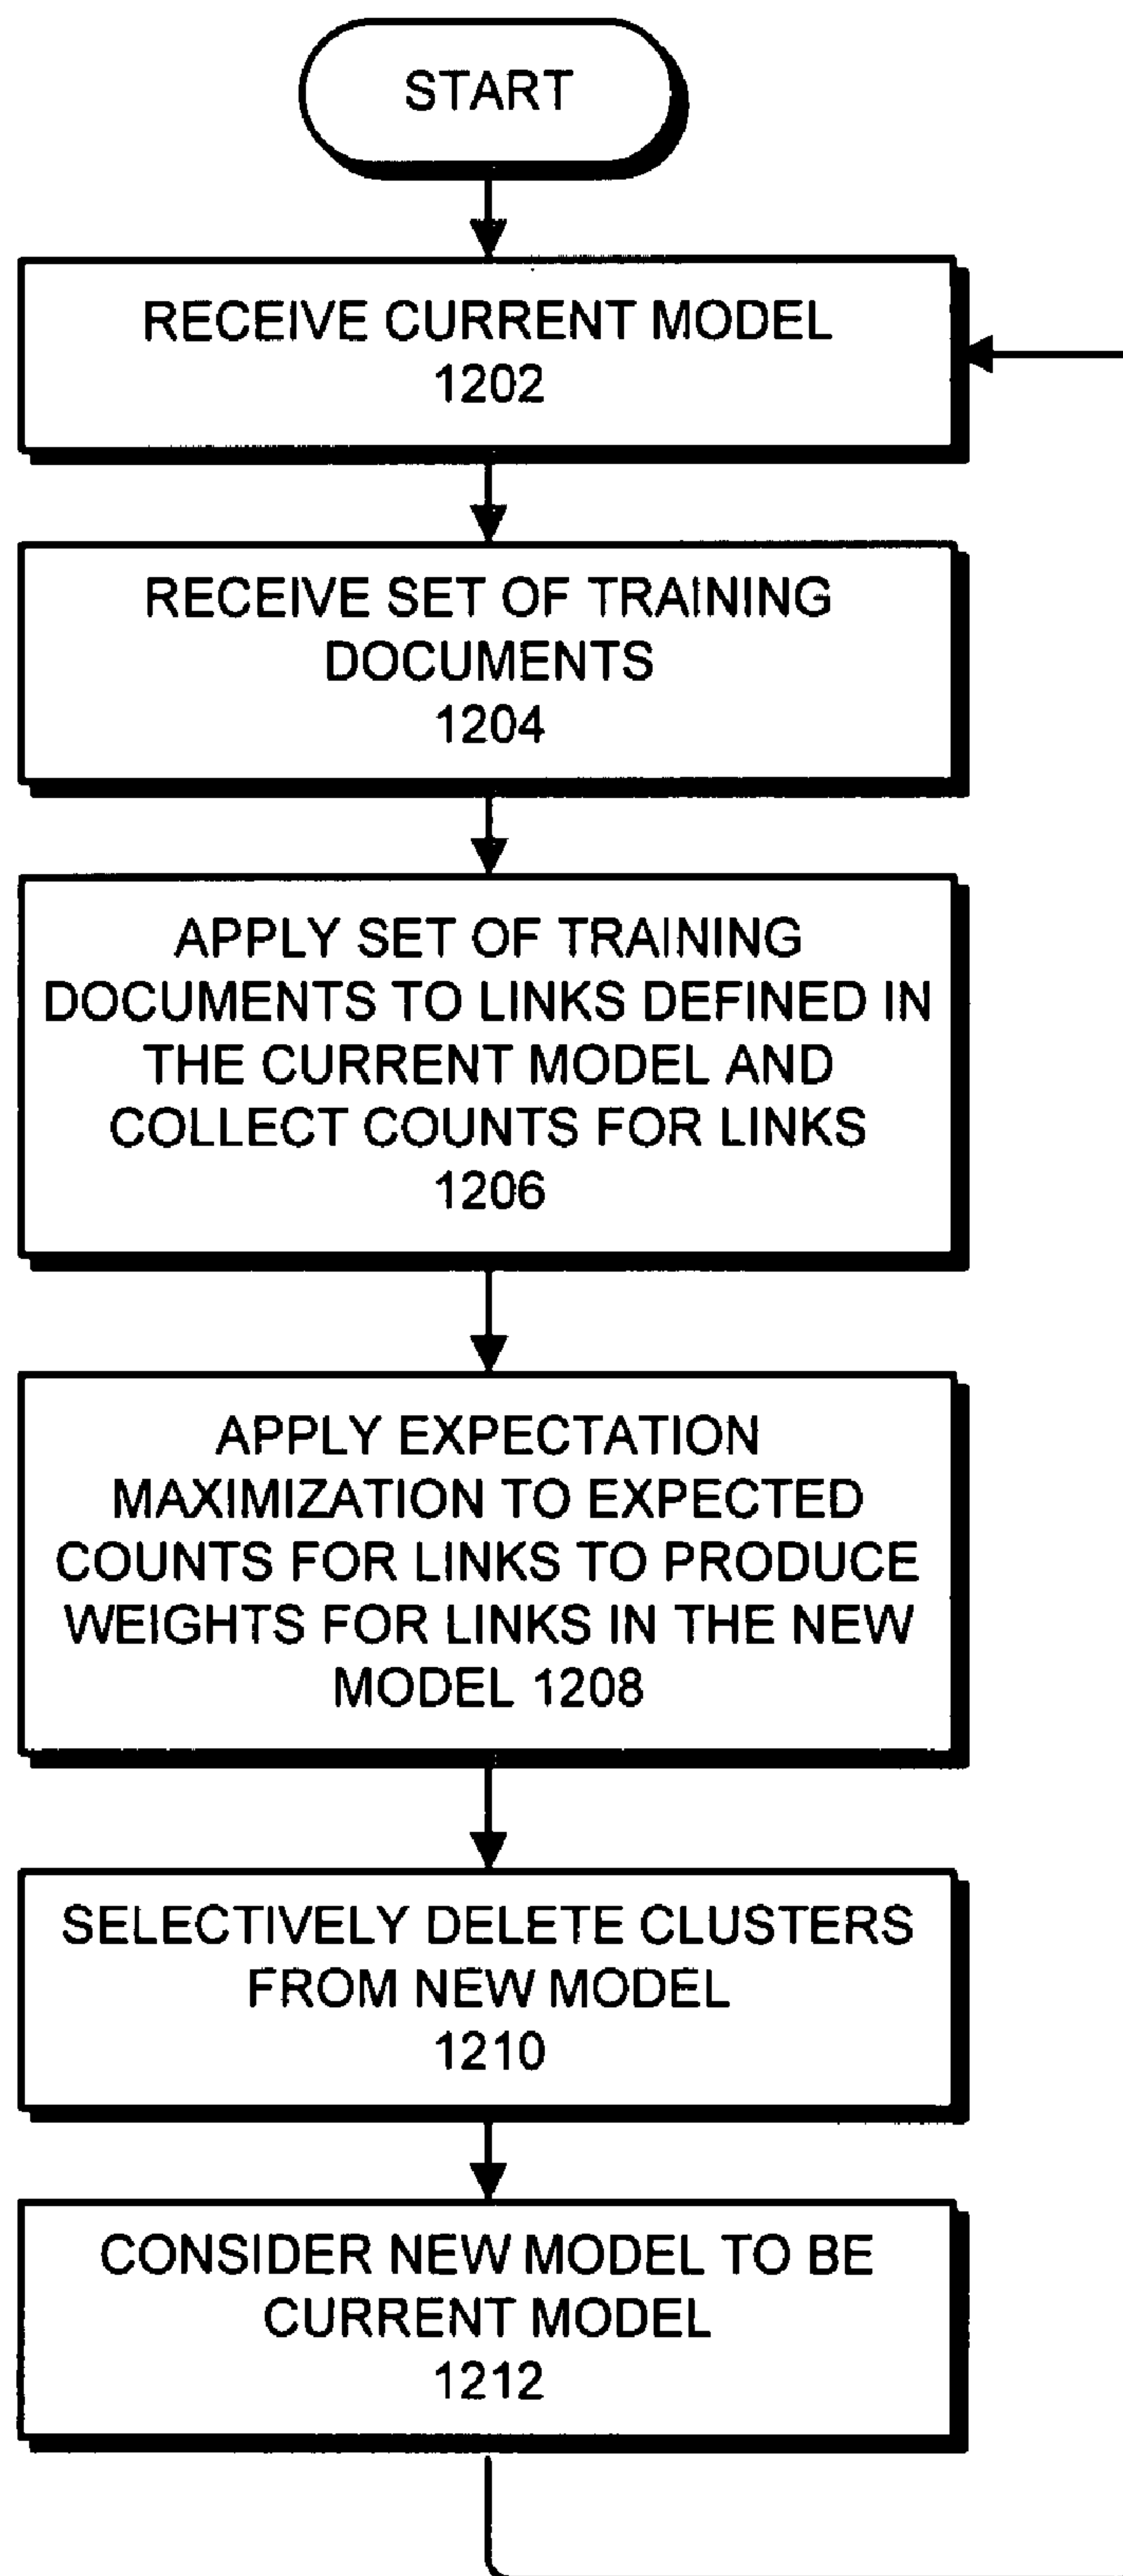 START
RECEIVE CURRENT MODEL
1202
RECEIVE SET OF TRAINING
DOCUMENTS
1204
APPLY SET OF TRAINING
DOCUMENTS TO LINKS DEFINED IN
THE CURRENT MODEL AND
COLLECT COUNTS FOR LINKS
1206
APPLY EXPECTATION
MAXIMIZATION TO EXPECTED
COUNTS FOR LINKS TO PRODUCE
WEIGHTS FOR LINKS IN THE NEW
MODEL 1208
SELECTIVELY DELETE CLUSTERS
FROM NEW MODEL
1210
CONSIDER NEW MODEL TO BE
CURRENT MODEL
1212